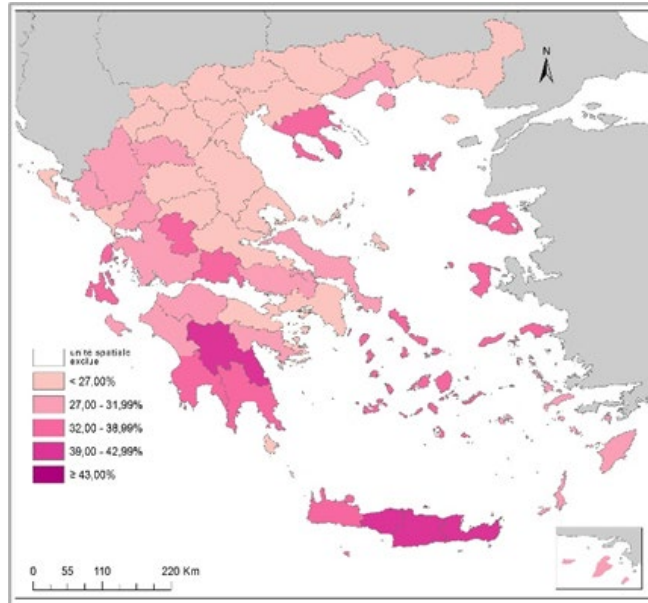 N
unité spatiale
exclue
< 27,00%
27,00 - 31,99%
32,00 - 38,99%
39,00 - 42,99%
≥ 43,00%
0 55 110 220 Km